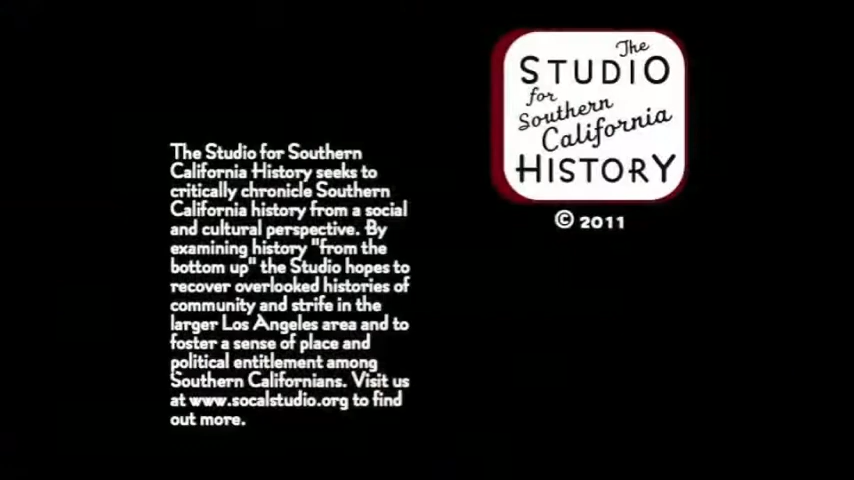 The
STUDIO
for
Southern
California
HISTORY
© 2011
The Studio for Southern
California History seeks to
critically chronicle Southern
California history from a social
and cultural perspective. By
examining history "from the
bottom up" the Studio hopes to
recover overlooked histories of
community and strife in the
larger Los Angeles area and to
foster a sense of place and
political entitlement among
Southern Californians. Visit us
at www.socalstudio.org to find
out more.